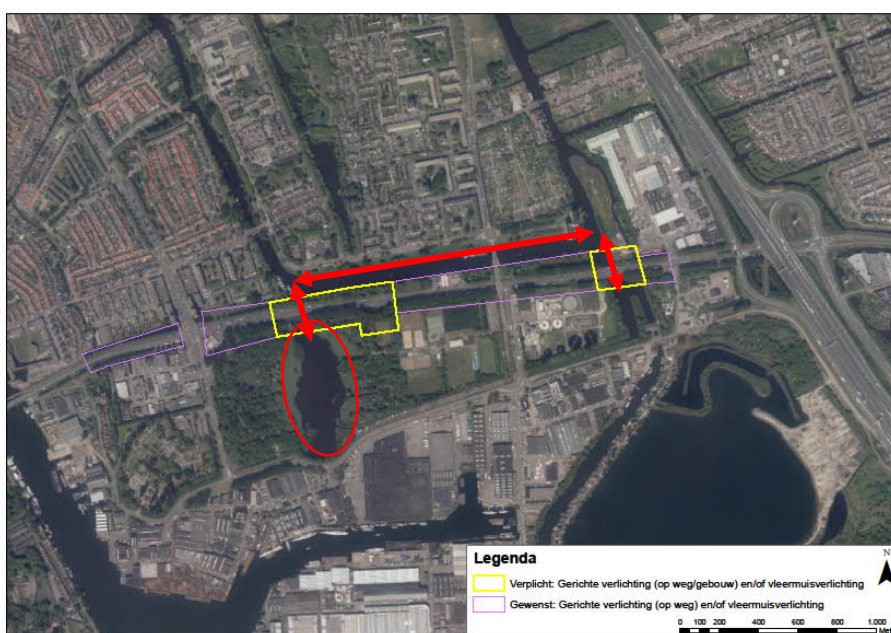 Legenda
N
Verplicht: Gerichte verlichting (op weg/gebouw) en/of vleermuisverlichting
Gewenst: Gerichte verlichting (op weg) en/of vleermuisverlichting
0 100 200 400 600 800 1.000